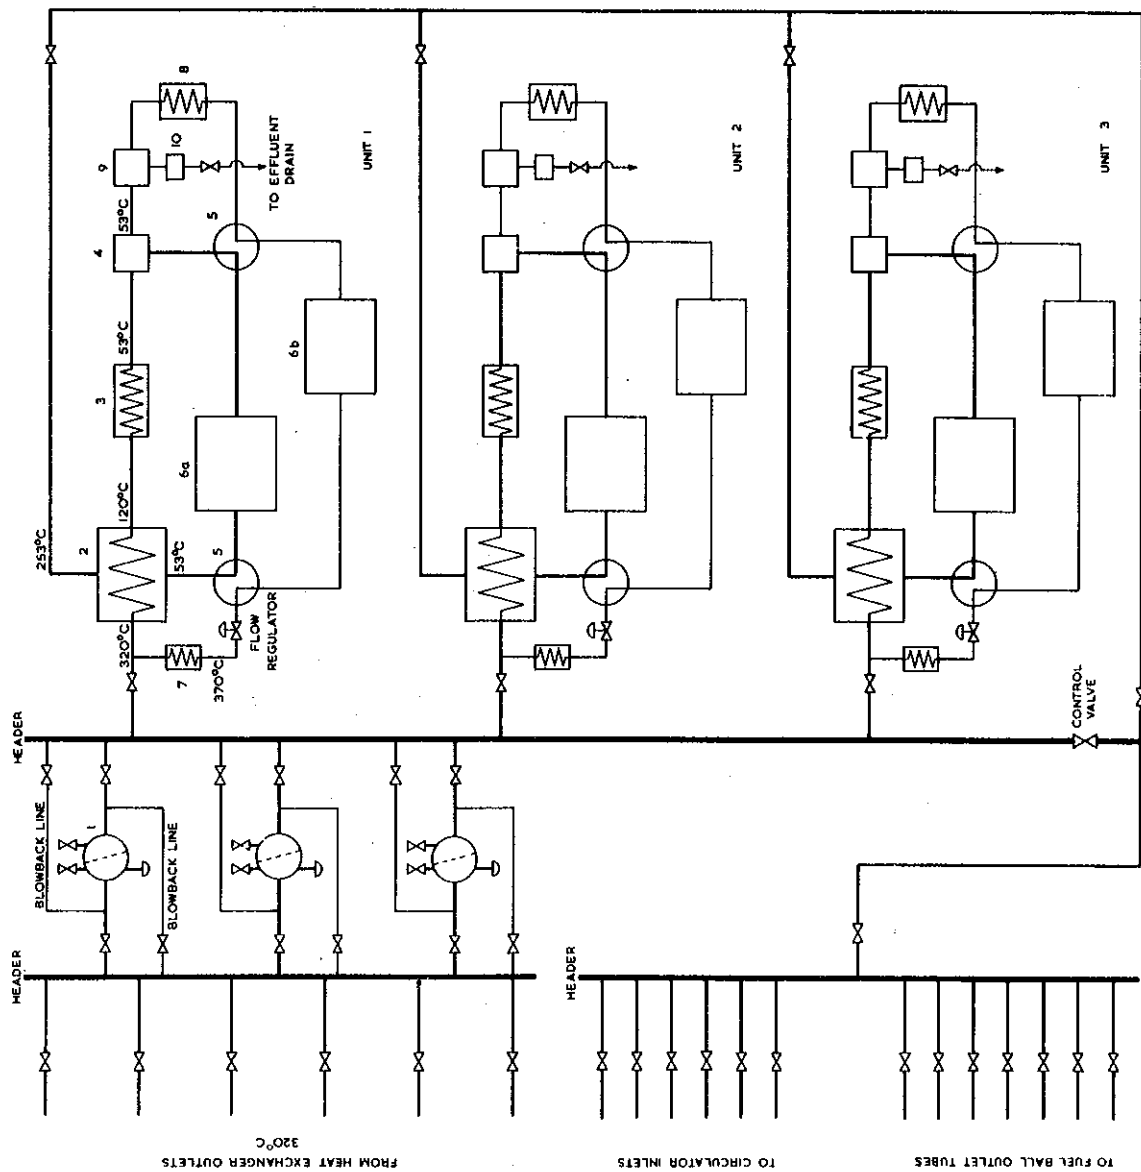 HEADER
HEADER
HEADER
FROM HEAT EXCHANGER OUTLETS
320°C
TO CIRCULATOR INLETS
TO FUEL BALL OUTLET TUBES
BLOWBACK LINE
BLOWBACK LINE
1
CONTROL
VALVE
253°C
2
320°C
120°C
3
53°C
4
53°C
9
8
10
TO EFFLUENT
DRAIN
53°C
5
5
6a
6b
7
370°C
FLOW
REGULATOR
UNIT 1
UNIT 2
UNIT 3